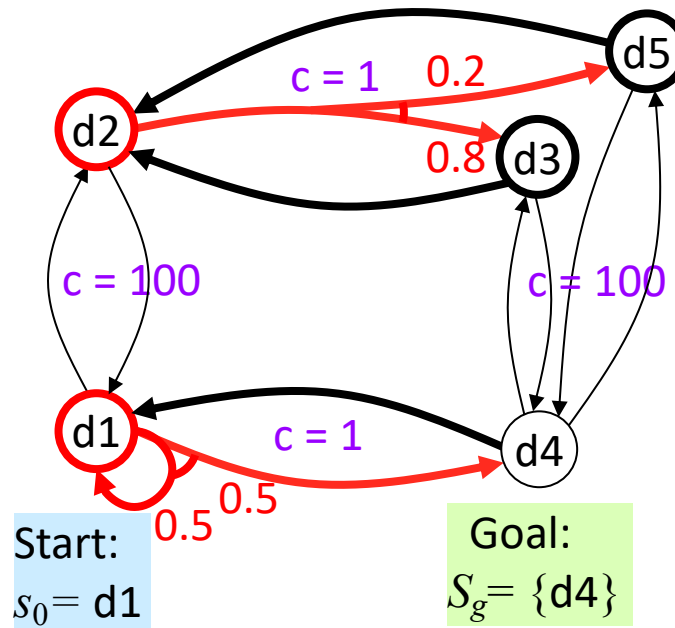 d5
c = 1
0.2
d2
0.8
d3
c = 100
c = 100
d1
c = 1
d4
0.5
0.5
Start:
s₀ = d1
Goal:
S_g = {d4}